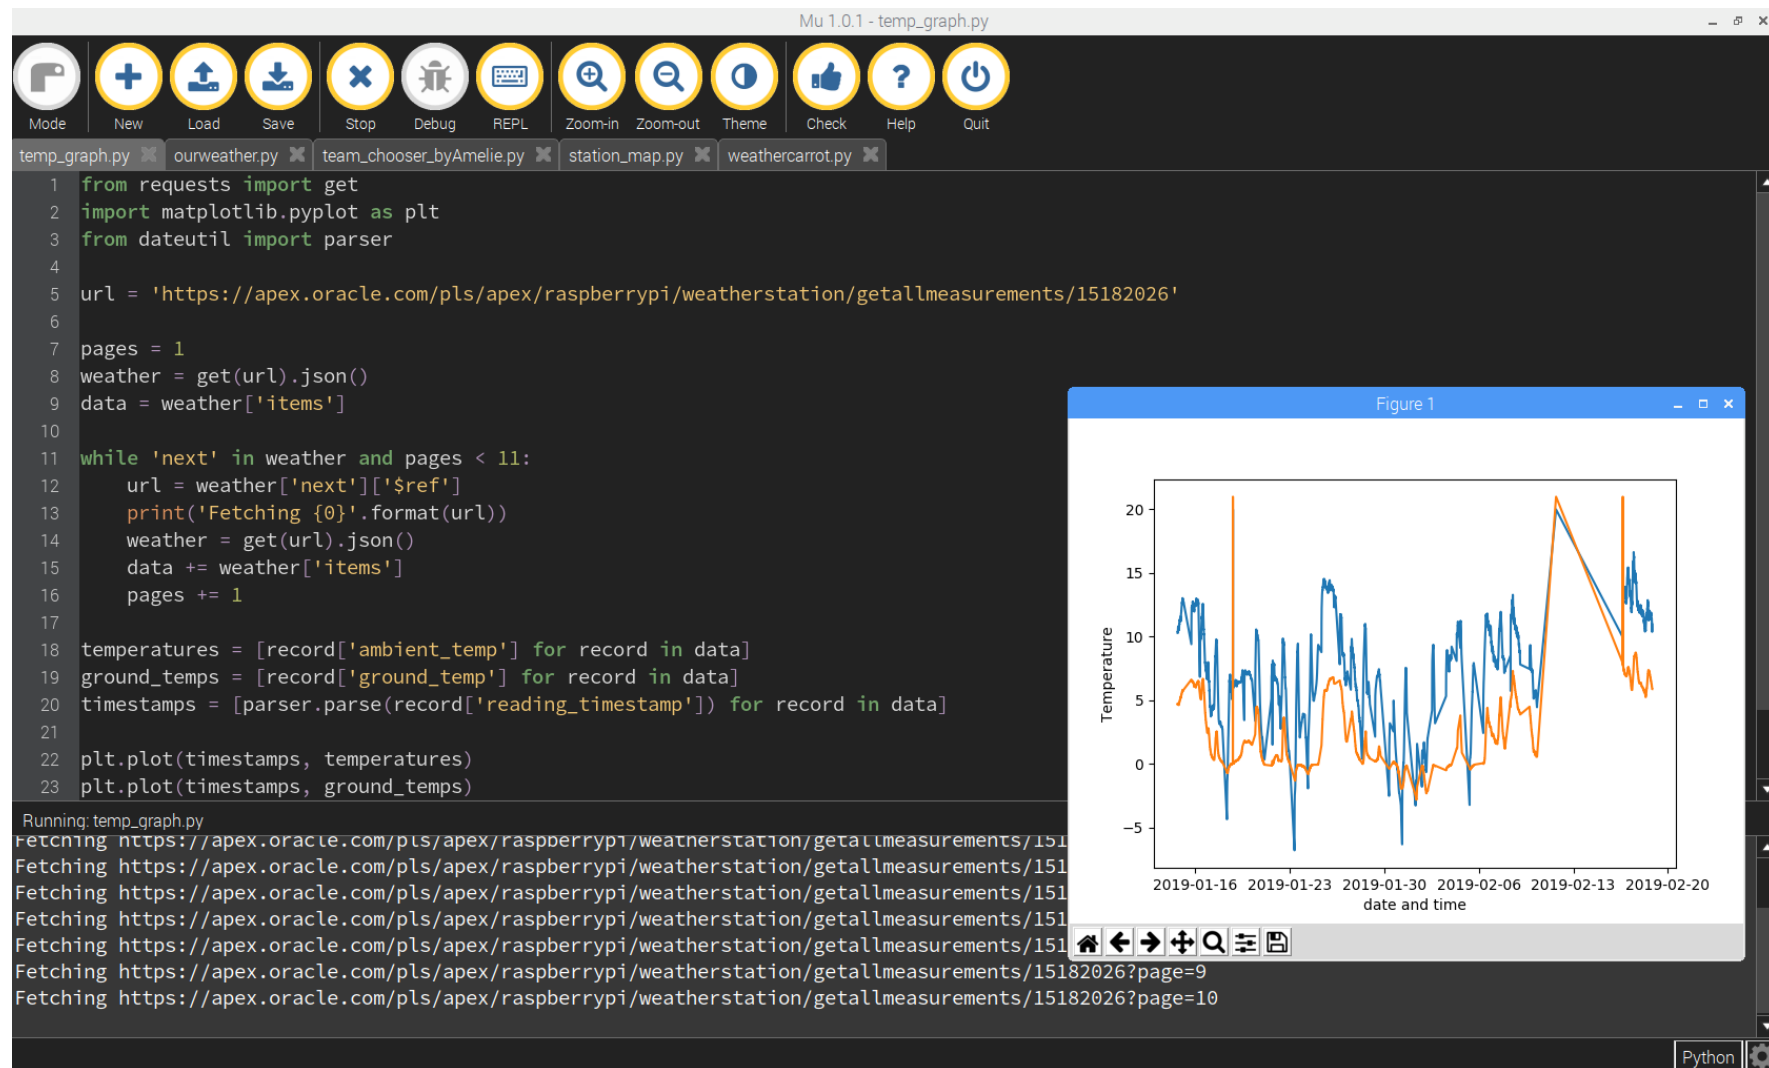 Mu 1.0.1 - temp_graph.py
Mode New Load Save Stop Debug REPL Zoom-in Zoom-out Theme Check Help Quit
temp_graph.py ourweather.py team_chooser_byAmelie.py station_map.py weathercarrot.py
1 from requests import get
2 import matplotlib.pyplot as plt
3 from dateutil import parser
4
5 url = 'https://apex.oracle.com/pls/apex/raspberrypi/weatherstation/getallmeasurements/15182026'
6
7 pages = 1
8 weather = get(url).json()
9 data = weather['items']
10
11 while 'next' in weather and pages < 11:
12 url = weather['next']['$ref']
13 print('Fetching {0}'.format(url))
14 weather = get(url).json()
15 data += weather['items']
16 pages += 1
17
18 temperatures = [record['ambient_temp'] for record in data]
19 ground_temps = [record['ground_temp'] for record in data]
20 timestamps = [parser.parse(record['reading_timestamp']) for record in data]
21
22 plt.plot(timestamps, temperatures)
23 plt.plot(timestamps, ground_temps)
Figure 1
20
15
10
5
0
−5
Temperature
2019-01-16 2019-01-23 2019-01-30 2019-02-06 2019-02-13 2019-02-20
date and time
Running: temp_graph.py
Fetching https://apex.oracle.com/pls/apex/raspberrypi/weatherstation/getallmeasurements/151
Fetching https://apex.oracle.com/pls/apex/raspberrypi/weatherstation/getallmeasurements/151
Fetching https://apex.oracle.com/pls/apex/raspberrypi/weatherstation/getallmeasurements/151
Fetching https://apex.oracle.com/pls/apex/raspberrypi/weatherstation/getallmeasurements/151
Fetching https://apex.oracle.com/pls/apex/raspberrypi/weatherstation/getallmeasurements/151
Fetching https://apex.oracle.com/pls/apex/raspberrypi/weatherstation/getallmeasurements/15182026?page=9
Fetching https://apex.oracle.com/pls/apex/raspberrypi/weatherstation/getallmeasurements/15182026?page=10
Python